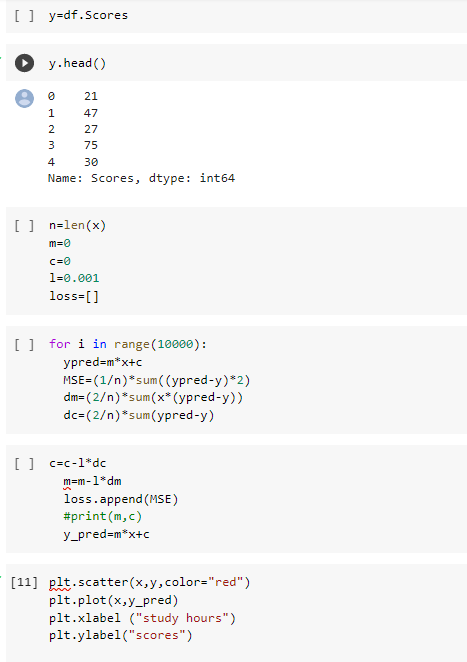 [ ] y=df.Scores
y.head()
0 21
1 47
2 27
3 75
4 30
Name: Scores, dtype: int64
[ ] n=len(x)
m=0
c=0
l=0.001
loss=[]
[ ] for i in range(10000):
ypred=m*x+c
MSE=(1/n)*sum((ypred-y)*2)
dm=(2/n)*sum(x*(ypred-y))
dc=(2/n)*sum(ypred-y)
[ ] c=c-l*dc
m=m-l*dm
loss.append(MSE)
#print(m,c)
y_pred=m*x+c
[11] plt.scatter(x,y,color="red")
plt.plot(x,y_pred)
plt.xlabel ("study hours")
plt.ylabel("scores")